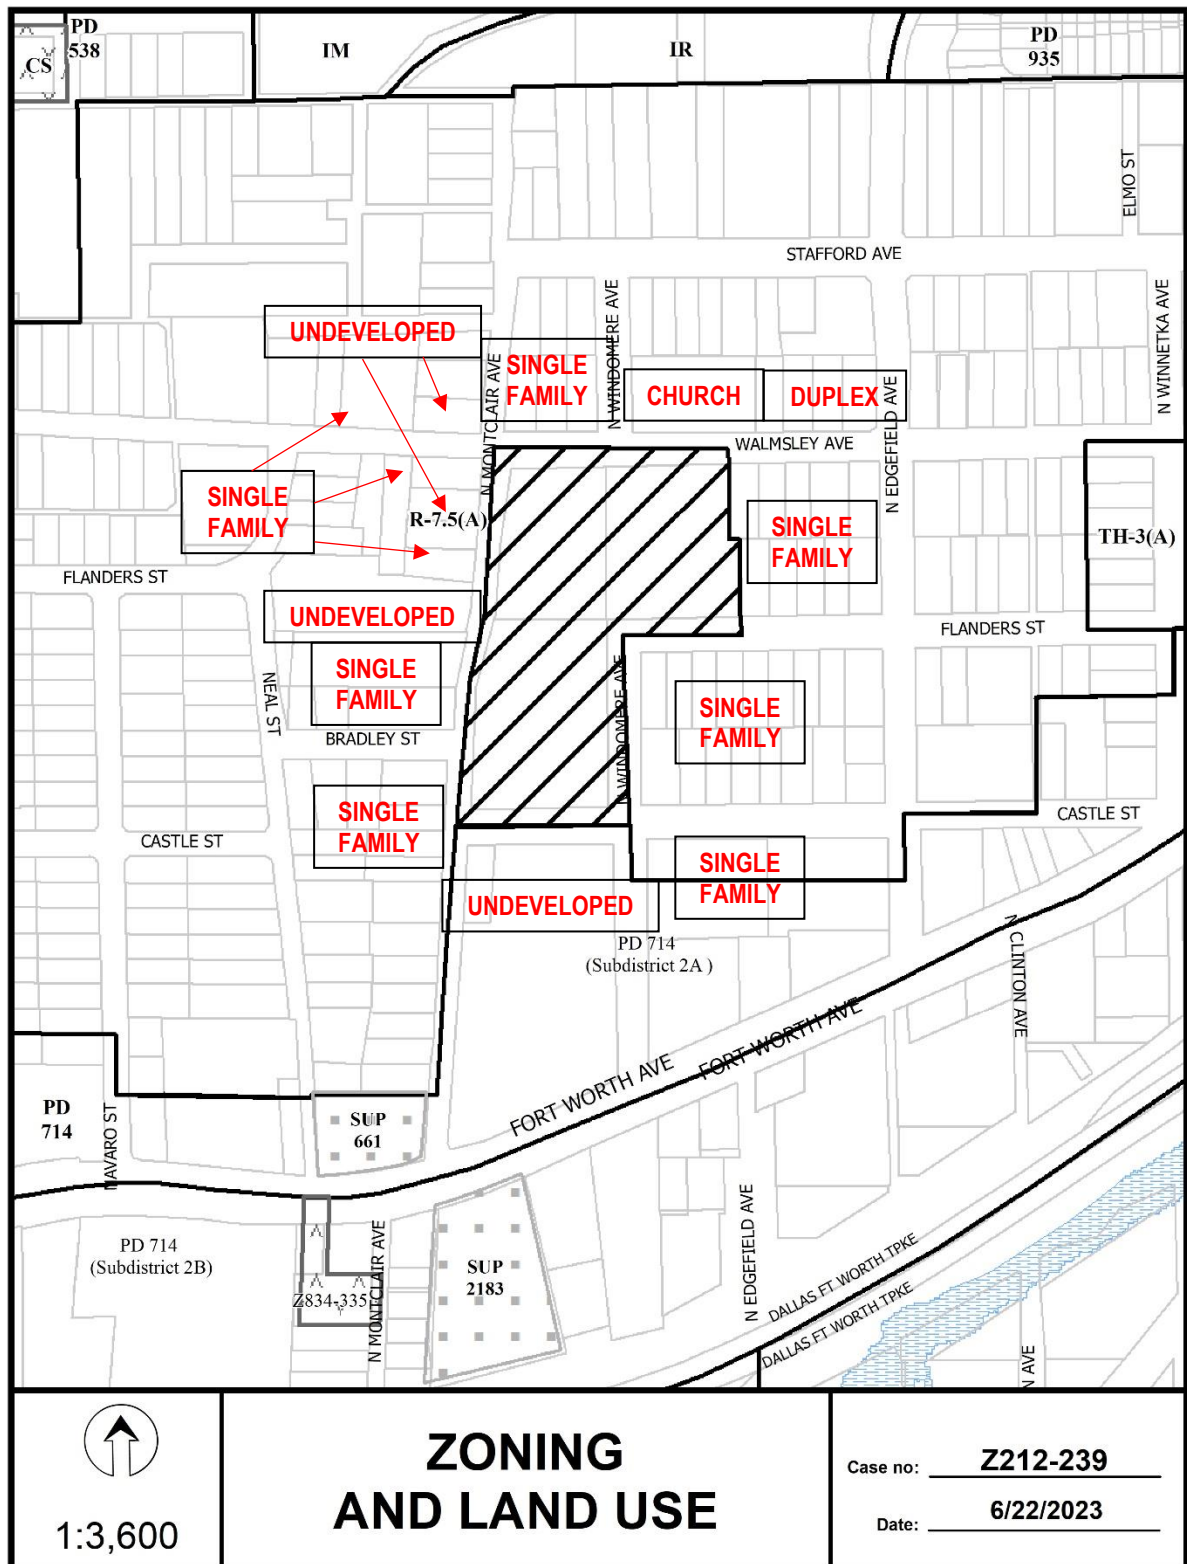 PD
538
CS
IM
IR
PD
935
ELMO ST
STAFFORD AVE
N WINDOMERE AVE
N WINNETKA AVE
UNDEVELOPED
N MONTCLAIR AVE
SINGLE
FAMILY
CHURCH
DUPLEX
N EDGEFIELD AVE
WALMSLEY AVE
SINGLE
FAMILY
R-7.5(A)
SINGLE
FAMILY
TH-3(A)
FLANDERS ST
UNDEVELOPED
FLANDERS ST
SINGLE
FAMILY
NEAL ST
N WINDOMERE AVE
SINGLE
FAMILY
BRADLEY ST
SINGLE
FAMILY
CASTLE ST
CASTLE ST
SINGLE
FAMILY
UNDEVELOPED
PD 714
(Subdistrict 2A )
N CLINTON AVE
FORT WORTH AVE
FORT WORTH AVE
PD
714
NAVARO ST
SUP
661
PD 714
(Subdistrict 2B)
Z834-335
N MONTCLAIR AVE
SUP
2183
N EDGEFIELD AVE
DALLAS FT WORTH TPKE
DALLAS FT WORTH TPKE
N AVE
1:3,600
ZONING
AND LAND USE
Case no: Z212-239
Date: 6/22/2023